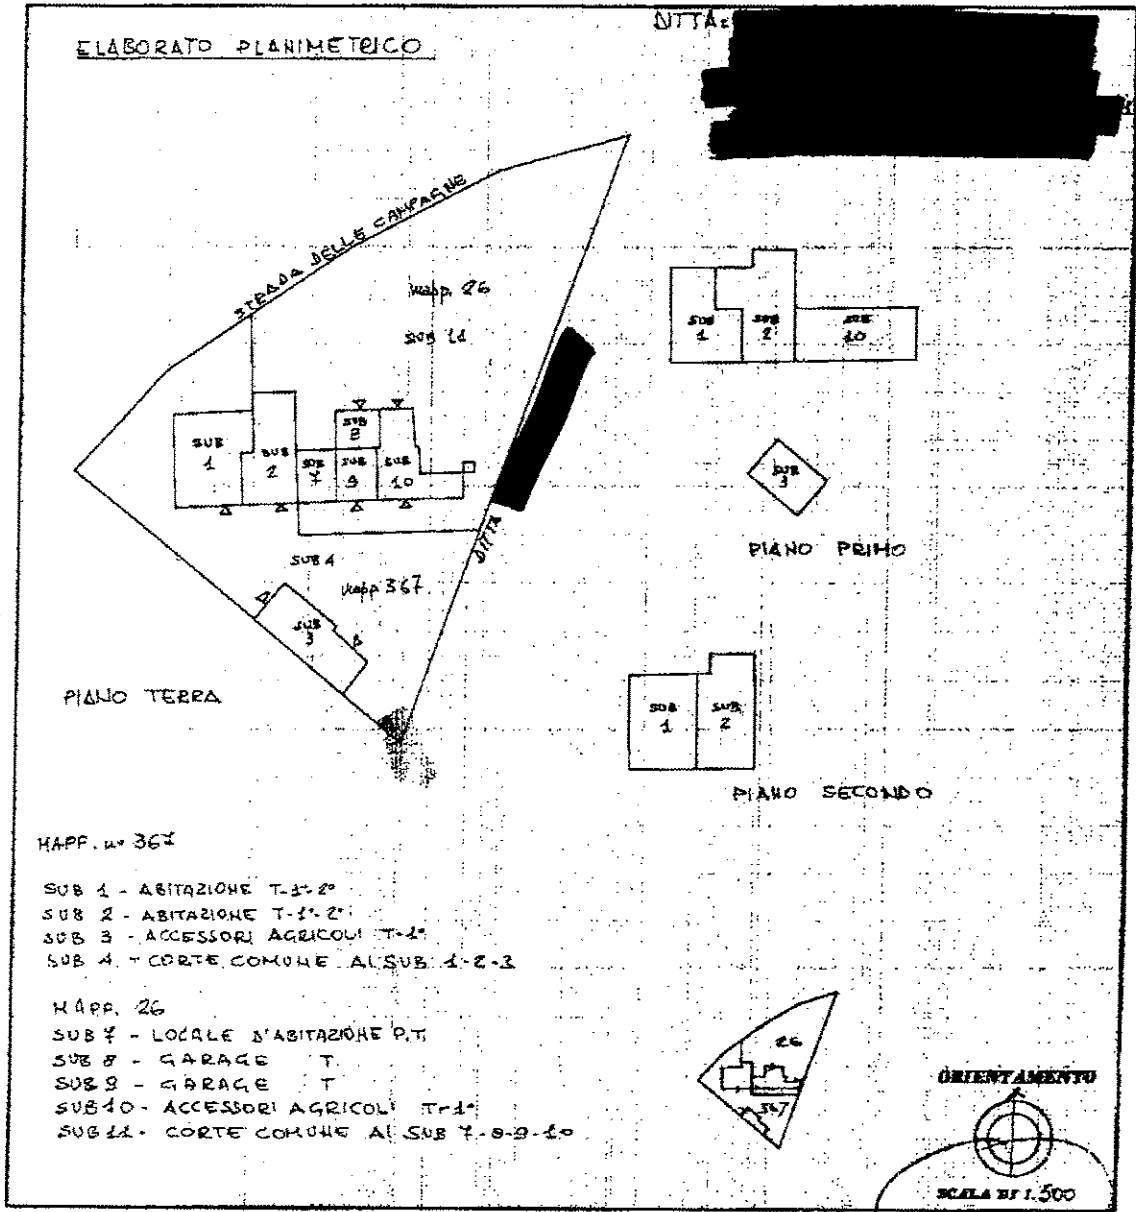 ELABORATO PLANIMETRICO
DITTA:
STRADA DELLE CAMPAGNE
mapp. 26
SUB 11
SUB
1
SUB
2
SUB
7
SUB
8
SUB
9
SUB
10
DITTA
SUB 4
mapp 367
SUB
3
PIANO TERRA
SUB
1
SUB
2
SUB
10
SUB
3
PIANO PRIMO
SUB
1
SUB
2
PIANO SECONDO
MAPP. n° 367
SUB 1 - ABITAZIONE T-1°-2°
SUB 2 - ABITAZIONE T-1°-2°
SUB 3 - ACCESSORI AGRICOLI T-1°
SUB 4 - CORTE COMUNE AI SUB 1-2-3
MAPP. 26
SUB 7 - LOCALE D'ABITAZIONE P.T.
SUB 8 - GARAGE T
SUB 9 - GARAGE T
SUB 10 - ACCESSORI AGRICOLI T-1°
SUB 11 - CORTE COMUNE AI SUB 7-8-9-10
26
367
ORIENTAMENTO
SCALA DI 1:500